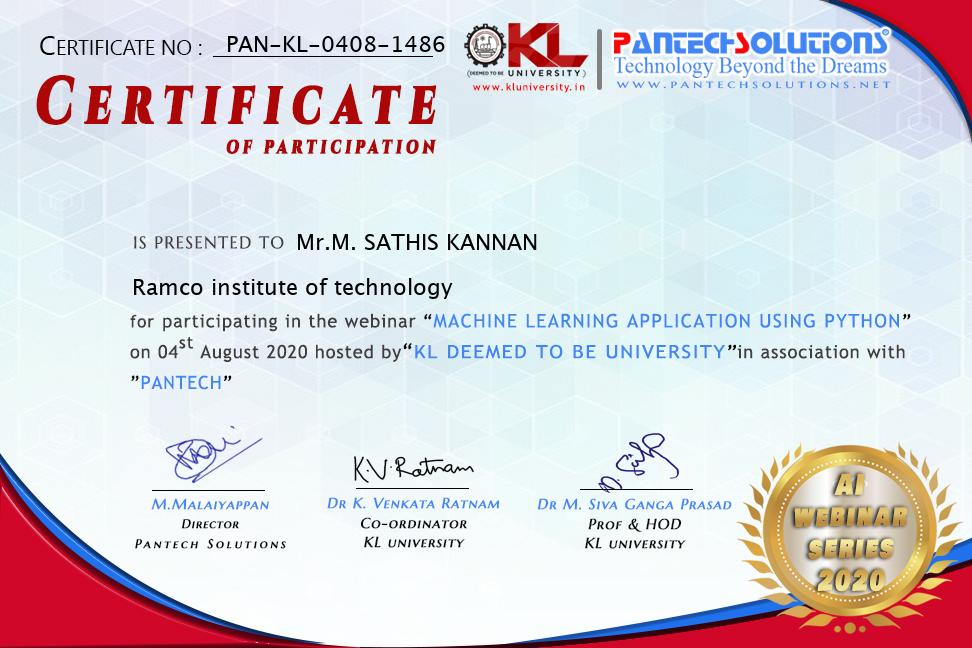 CERTIFICATE NO : PAN-KL-0408-1486
KL
(DEEMED TO BE UNIVERSITY)
www.kluniversity.in
PANTECHSOLUTIONS®
Technology Beyond the Dreams
WWW.PANTECHSOLUTIONS.NET
CERTIFICATE
OF PARTICIPATION
IS PRESENTED TO Mr.M. SATHIS KANNAN
Ramco institute of technology
for participating in the webinar “MACHINE LEARNING APPLICATION USING PYTHON”
on 04st August 2020 hosted by“KL DEEMED TO BE UNIVERSITY”in association with
”PANTECH”
K.V. Ratnam
M.MALAIYAPPAN
DIRECTOR
PANTECH SOLUTIONS
DR K. VENKATA RATNAM
CO-ORDINATOR
KL UNIVERSITY
DR M. SIVA GANGA PRASAD
PROF & HOD
KL UNIVERSITY
AI
WEBINAR
SERIES
2020